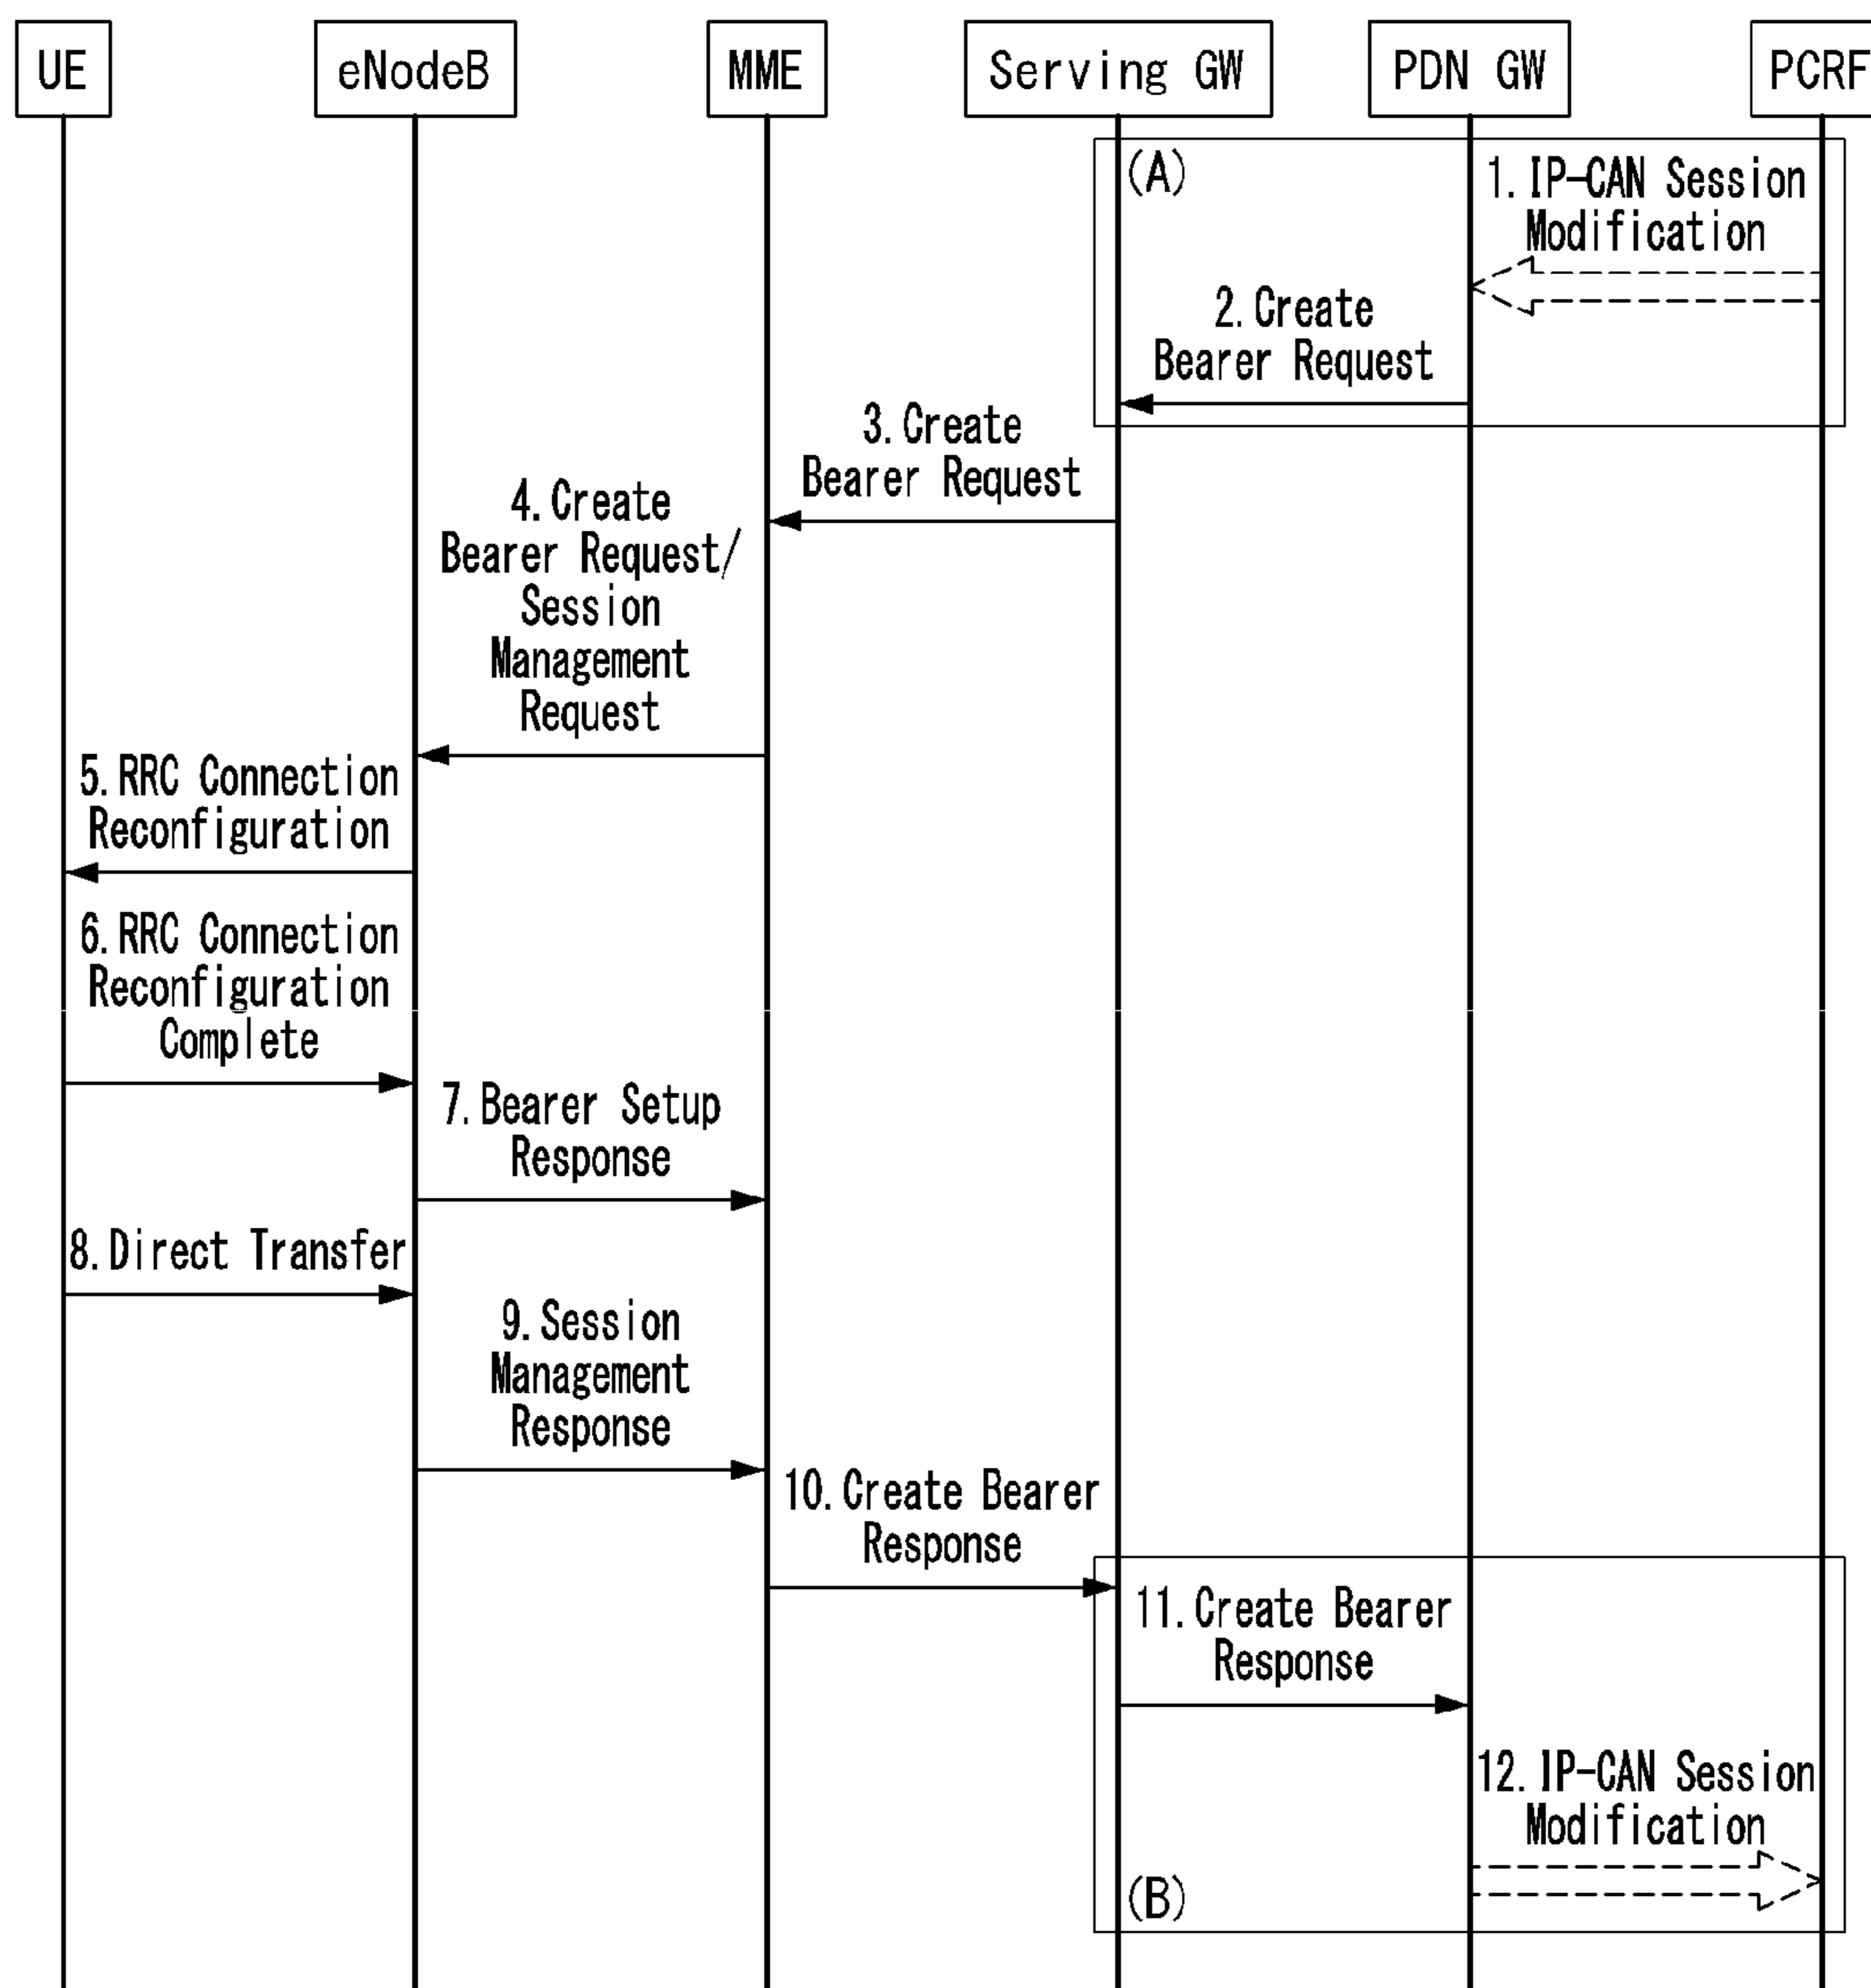 UE
eNodeB
MME
Serving GW
PDN GW
PCRF
(A)
1. IP-CAN Session
Modification
2. Create
Bearer Request
3. Create
Bearer Request
4. Create
Bearer Request/
Session
Management
Request
5. RRC Connection
Reconfiguration
6. RRC Connection
Reconfiguration
Complete
7. Bearer Setup
Response
8. Direct Transfer
9. Session
Management
Response
10. Create Bearer
Response
11. Create Bearer
Response
12. IP-CAN Session
Modification
(B)